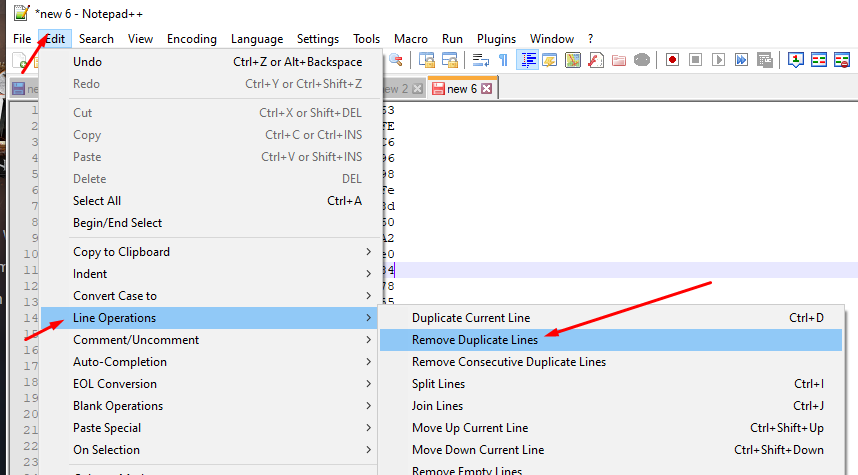 *new 6 - Notepad++
File Edit Search View Encoding Language Settings Tools Macro Run Plugins Window ?
new 2 new 6
Undo Ctrl+Z or Alt+Backspace
Redo Ctrl+Y or Ctrl+Shift+Z
Cut Ctrl+X or Shift+DEL
Copy Ctrl+C or Ctrl+INS
Paste Ctrl+V or Shift+INS
Delete DEL
Select All Ctrl+A
Begin/End Select
Copy to Clipboard
Indent
Convert Case to
Line Operations
Comment/Uncomment
Auto-Completion
EOL Conversion
Blank Operations
Paste Special
On Selection
Duplicate Current Line Ctrl+D
Remove Duplicate Lines
Remove Consecutive Duplicate Lines
Split Lines Ctrl+I
Join Lines Ctrl+J
Move Up Current Line Ctrl+Shift+Up
Move Down Current Line Ctrl+Shift+Down
Remove Empty Lines
1
2
3
4
5
6
7
8
9
10
11
12
13
14
15
16
17
18
19
20
21
22
23
FE
C6
96
98
Fe
A2
e0
78